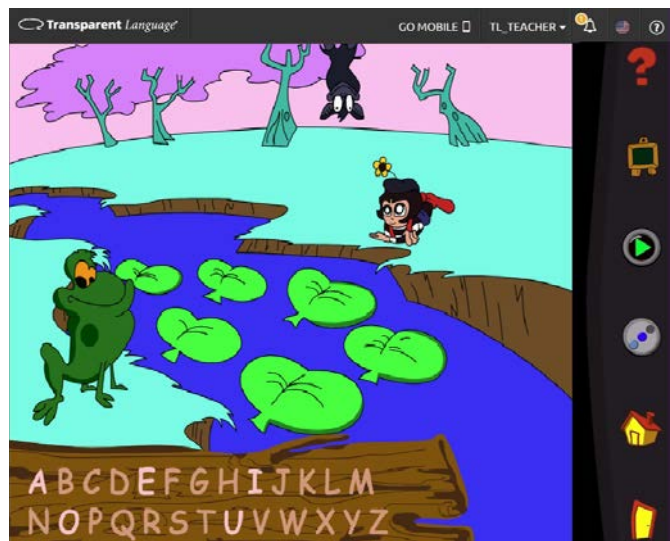 Transparent Language
GO MOBILE TL_TEACHER 
ABCDEFGHIJKLM
NOPQRSTUVWXYZ